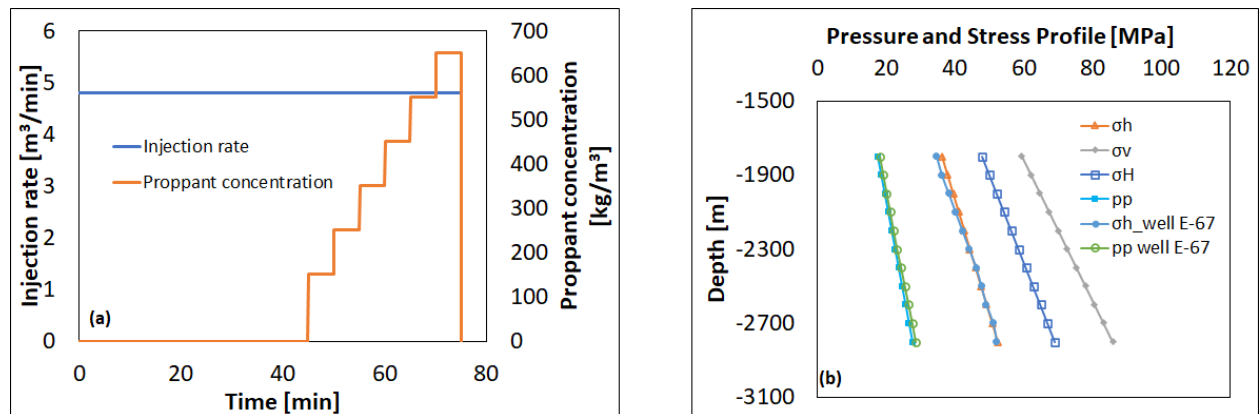 Injection rate [m³/min]
6
5
4
3
2
1
0
Injection rate
Proppant concentration
(a)
700
600
500
400
300
200
100
0
Proppant concentration
[kg/m³]
0 20 40 60 80
Time [min]
Pressure and Stress Profile [MPa]
0 20 40 60 80 100 120
Depth [m]
-1500
-1900
-2300
-2700
-3100
σh
σv
σH
pp
σh_well E-67
pp well E-67
(b)